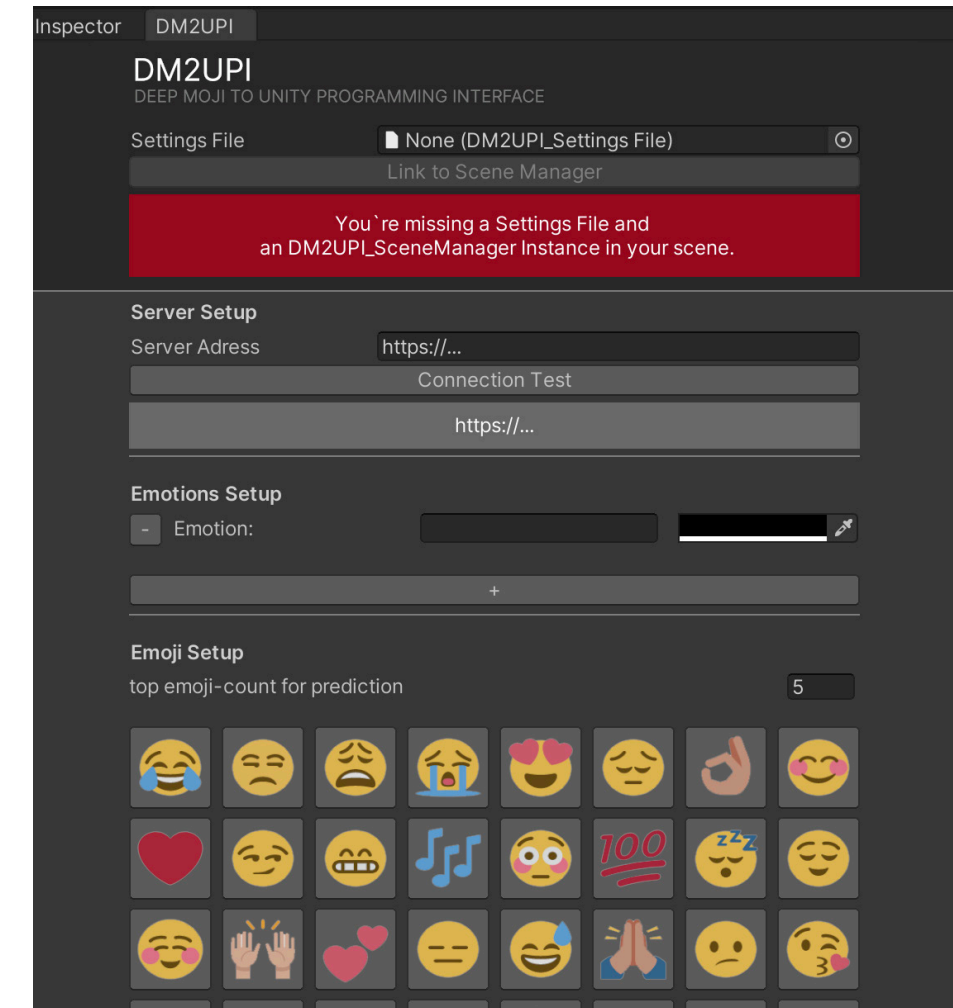 Inspector
DM2UPI
DM2UPI
DEEP MOJI TO UNITY PROGRAMMING INTERFACE
Settings File
None (DM2UPI_Settings File)
Link to Scene Manager
You`re missing a Settings File and
an DM2UPI_SceneManager Instance in your scene.
Server Setup
Server Adress
https://...
Connection Test
https://...
Emotions Setup
- Emotion:
+
Emoji Setup
top emoji-count for prediction
5
100
zzz